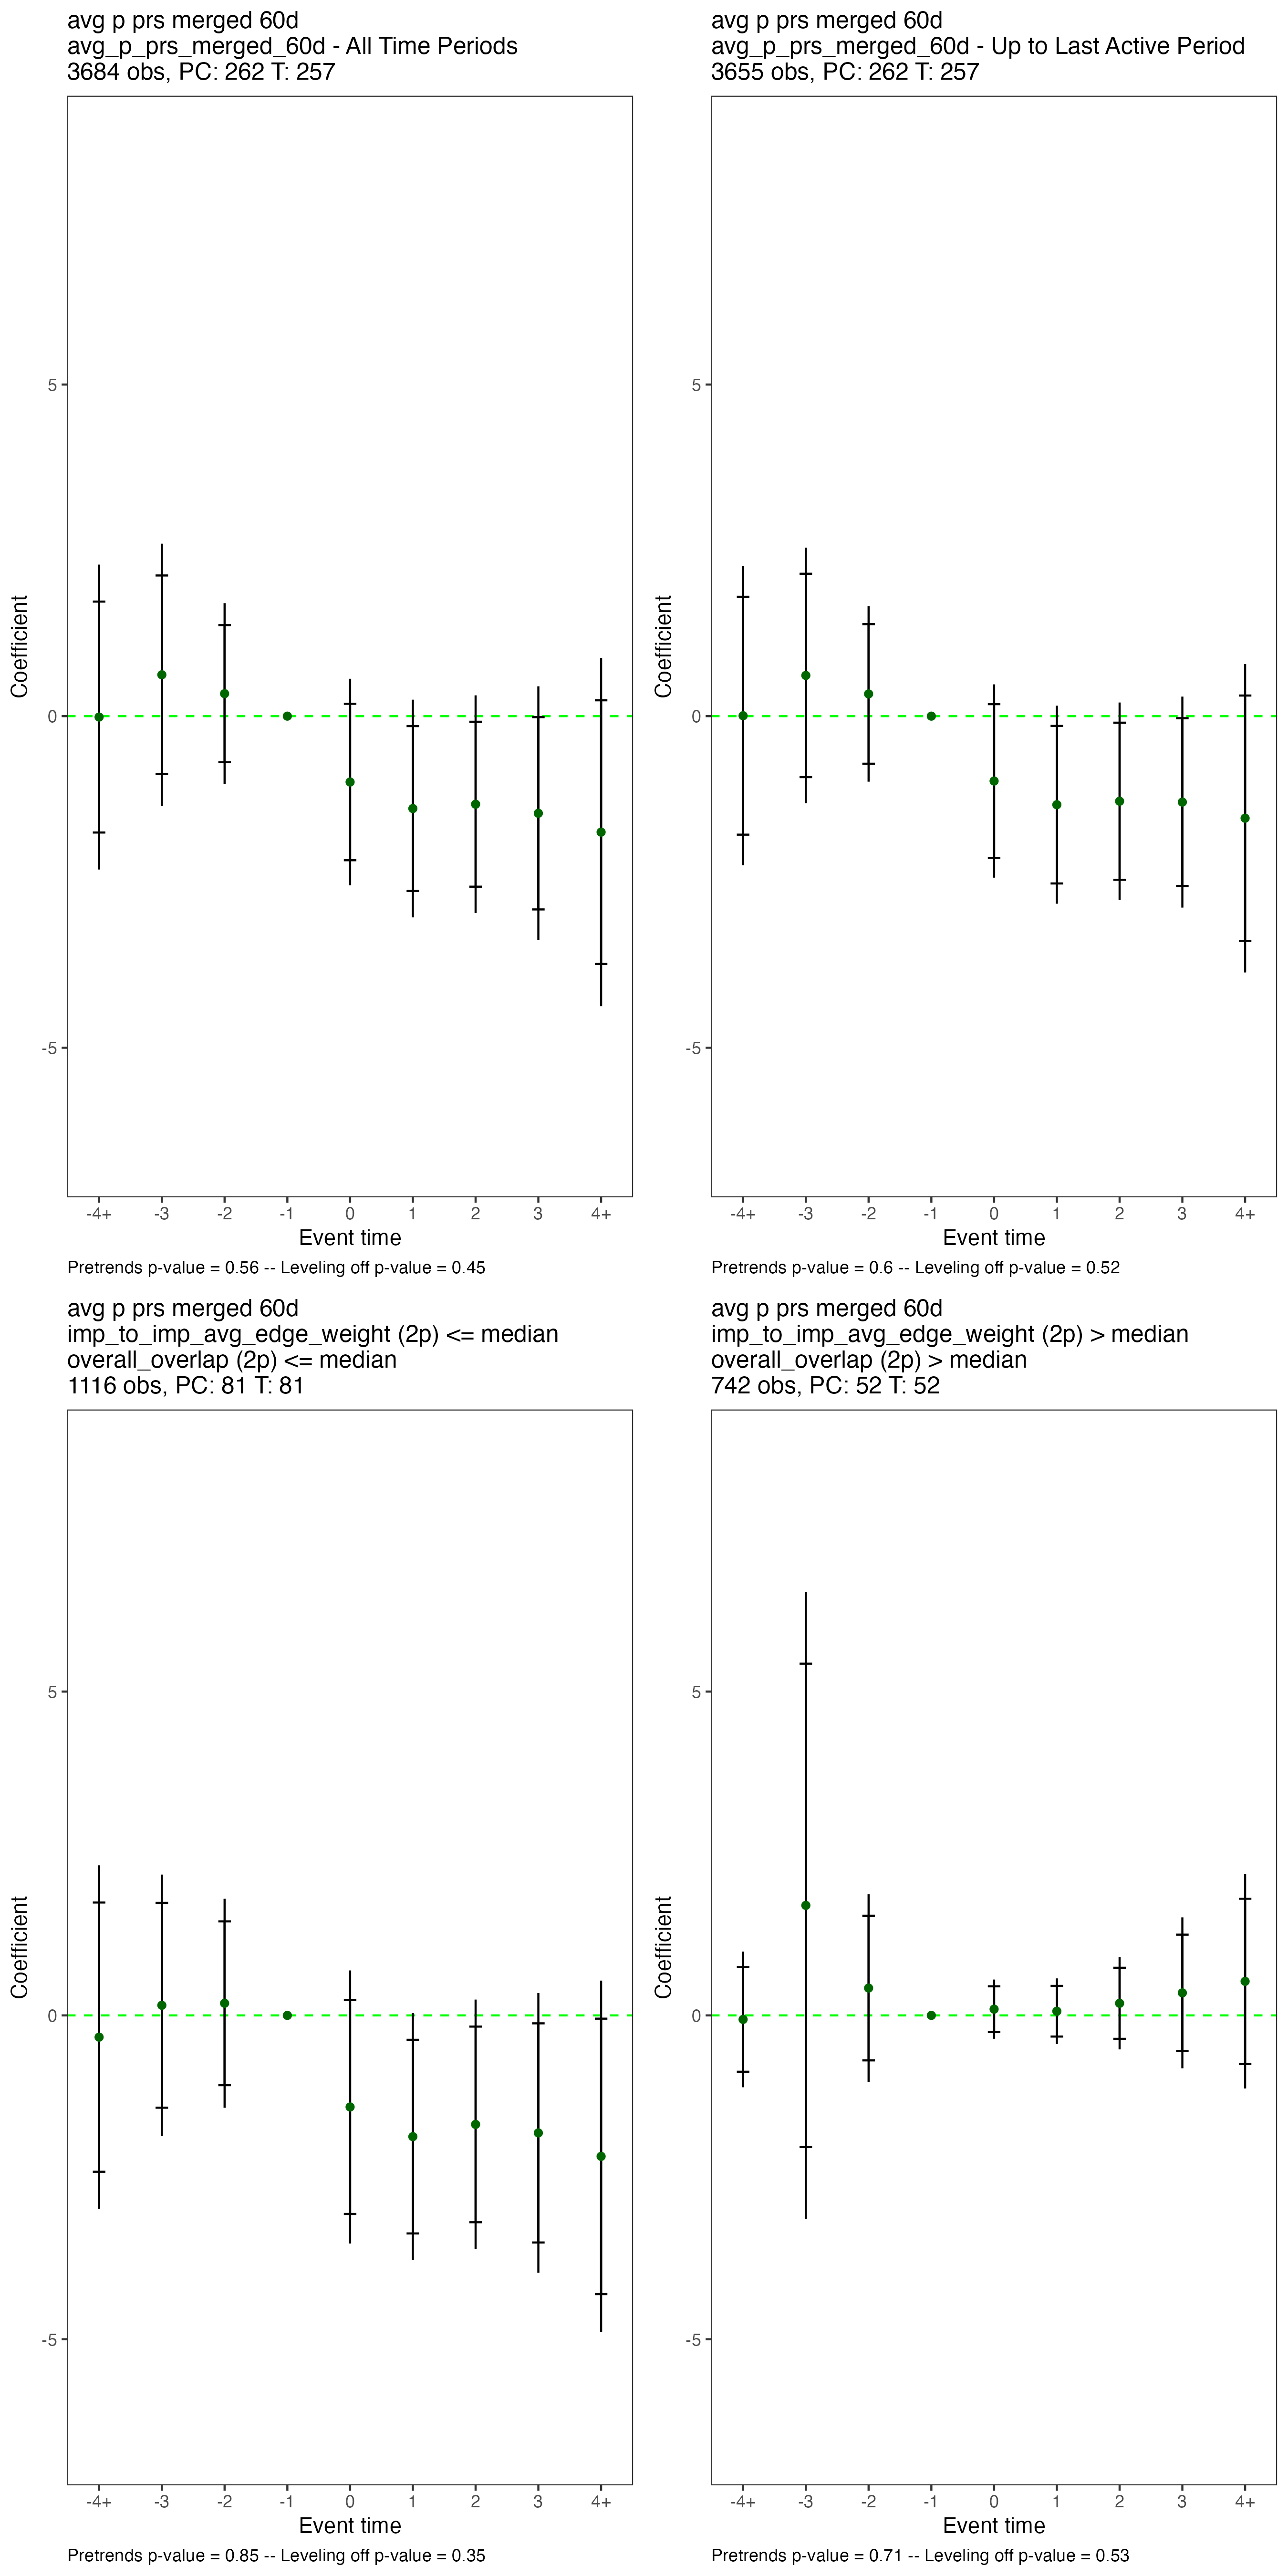 avg p prs merged 60d
avg_p_prs_merged_60d - All Time Periods
3684 obs, PC: 262 T: 257
Coefficient
5
0
-5
-4+ -3 -2 -1 0 1 2 3 4+
Event time
Pretrends p-value = 0.56 -- Leveling off p-value = 0.45
avg p prs merged 60d
avg_p_prs_merged_60d - Up to Last Active Period
3655 obs, PC: 262 T: 257
Coefficient
5
0
-5
-4+ -3 -2 -1 0 1 2 3 4+
Event time
Pretrends p-value = 0.6 -- Leveling off p-value = 0.52
avg p prs merged 60d
imp_to_imp_avg_edge_weight (2p) <= median
overall_overlap (2p) <= median
1116 obs, PC: 81 T: 81
Coefficient
5
0
-5
-4+ -3 -2 -1 0 1 2 3 4+
Event time
Pretrends p-value = 0.85 -- Leveling off p-value = 0.35
avg p prs merged 60d
imp_to_imp_avg_edge_weight (2p) > median
overall_overlap (2p) > median
742 obs, PC: 52 T: 52
Coefficient
5
0
-5
-4+ -3 -2 -1 0 1 2 3 4+
Event time
Pretrends p-value = 0.71 -- Leveling off p-value = 0.53